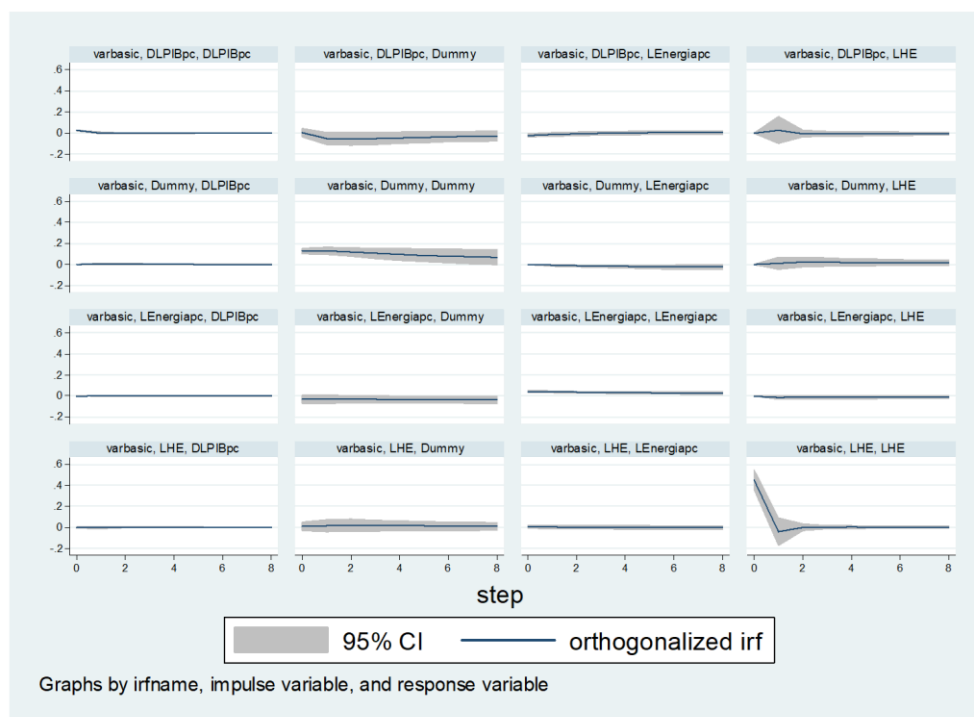 varbasic, DLPIBpc, DLPIBpc varbasic, DLPIBpc, Dummy varbasic, DLPIBpc, LEnergiapc varbasic, DLPIBpc, LHE
.6
.4
.2
0
-.2
varbasic, Dummy, DLPIBpc varbasic, Dummy, Dummy varbasic, Dummy, LEnergiapc varbasic, Dummy, LHE
.6
.4
.2
0
-.2
varbasic, LEnergiapc, DLPIBpc varbasic, LEnergiapc, Dummy varbasic, LEnergiapc, LEnergiapc varbasic, LEnergiapc, LHE
.6
.4
.2
0
-.2
varbasic, LHE, DLPIBpc varbasic, LHE, Dummy varbasic, LHE, LEnergiapc varbasic, LHE, LHE
.6
.4
.2
0
-.2
0 2 4 6 8 0 2 4 6 8 0 2 4 6 8 0 2 4 6 8
step
95% CI orthogonalized irf
Graphs by irfname, impulse variable, and response variable